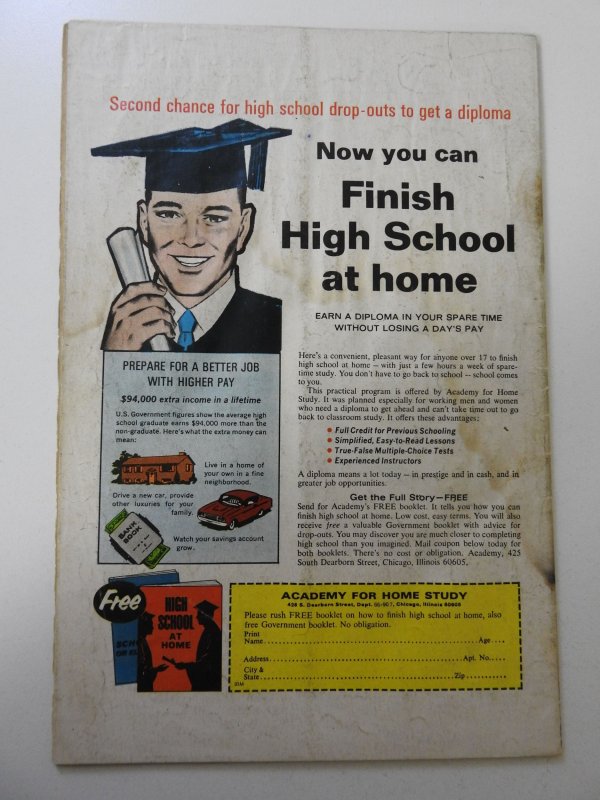 Second chance for high school drop-outs to get a diploma
Now you can
Finish
High School
at home
EARN A DIPLOMA IN YOUR SPARE TIME
WITHOUT LOSING A DAY'S PAY
PREPARE FOR A BETTER JOB
WITH HIGHER PAY
$94,000 extra income in a lifetime
U.S. Government figures show the average high
school graduate earns $94,000 more than the
non-graduate. Here's what the extra money can
mean:
Live in a home of
your own in a fine
neighborhood.
Drive a new car, provide
other luxuries for your
family.
BANK
BOOK
Watch your savings account
grow.
Here's a convenient, pleasant way for anyone over 17 to finish
high school at home – with just a few hours a week of spare-
time study. You don't have to go back to school – school comes
to you.
This practical program is offered by Academy for Home
Study. It was planned especially for working men and women
who need a diploma to get ahead and can't take time out to go
back to classroom study. It offers these advantages:
• Full Credit for Previous Schooling
• Simplified, Easy-to-Read Lessons
• True-False Multiple-Choice Tests
• Experienced Instructors
A diploma means a lot today – in prestige and in cash, and in
greater job opportunities.
Get the Full Story—FREE
Send for Academy's FREE booklet. It tells you how you can
finish high school at home. Low cost, easy terms. You will also
receive free a valuable Government booklet with advice for
drop-outs. You may discover you are much closer to completing
high school than you imagined. Mail coupon below today for
both booklets. There's no cost or obligation. Academy, 425
South Dearborn Street, Chicago, Illinois 60605.
Free
HIGH
SCHOOL
AT
HOME
ACADEMY FOR HOME STUDY
Chicago, Illinois 60605
Please rush FREE booklet on how to finish high school at home, also
free Government booklet. No obligation.
Print
Name Age
Address Apt. No.
City &
State Zip